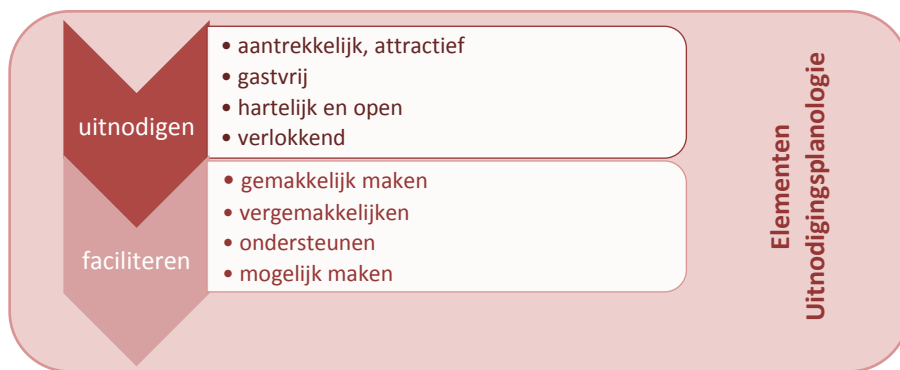 uitnodigen
• aantrekkelijk, attractief
• gastvrij
• hartelijk en open
• verlokkend
faciliteren
• gemakkelijk maken
• vergemakkelijken
• ondersteunen
• mogelijk maken
Elementen
Uitnodigingsplanologie